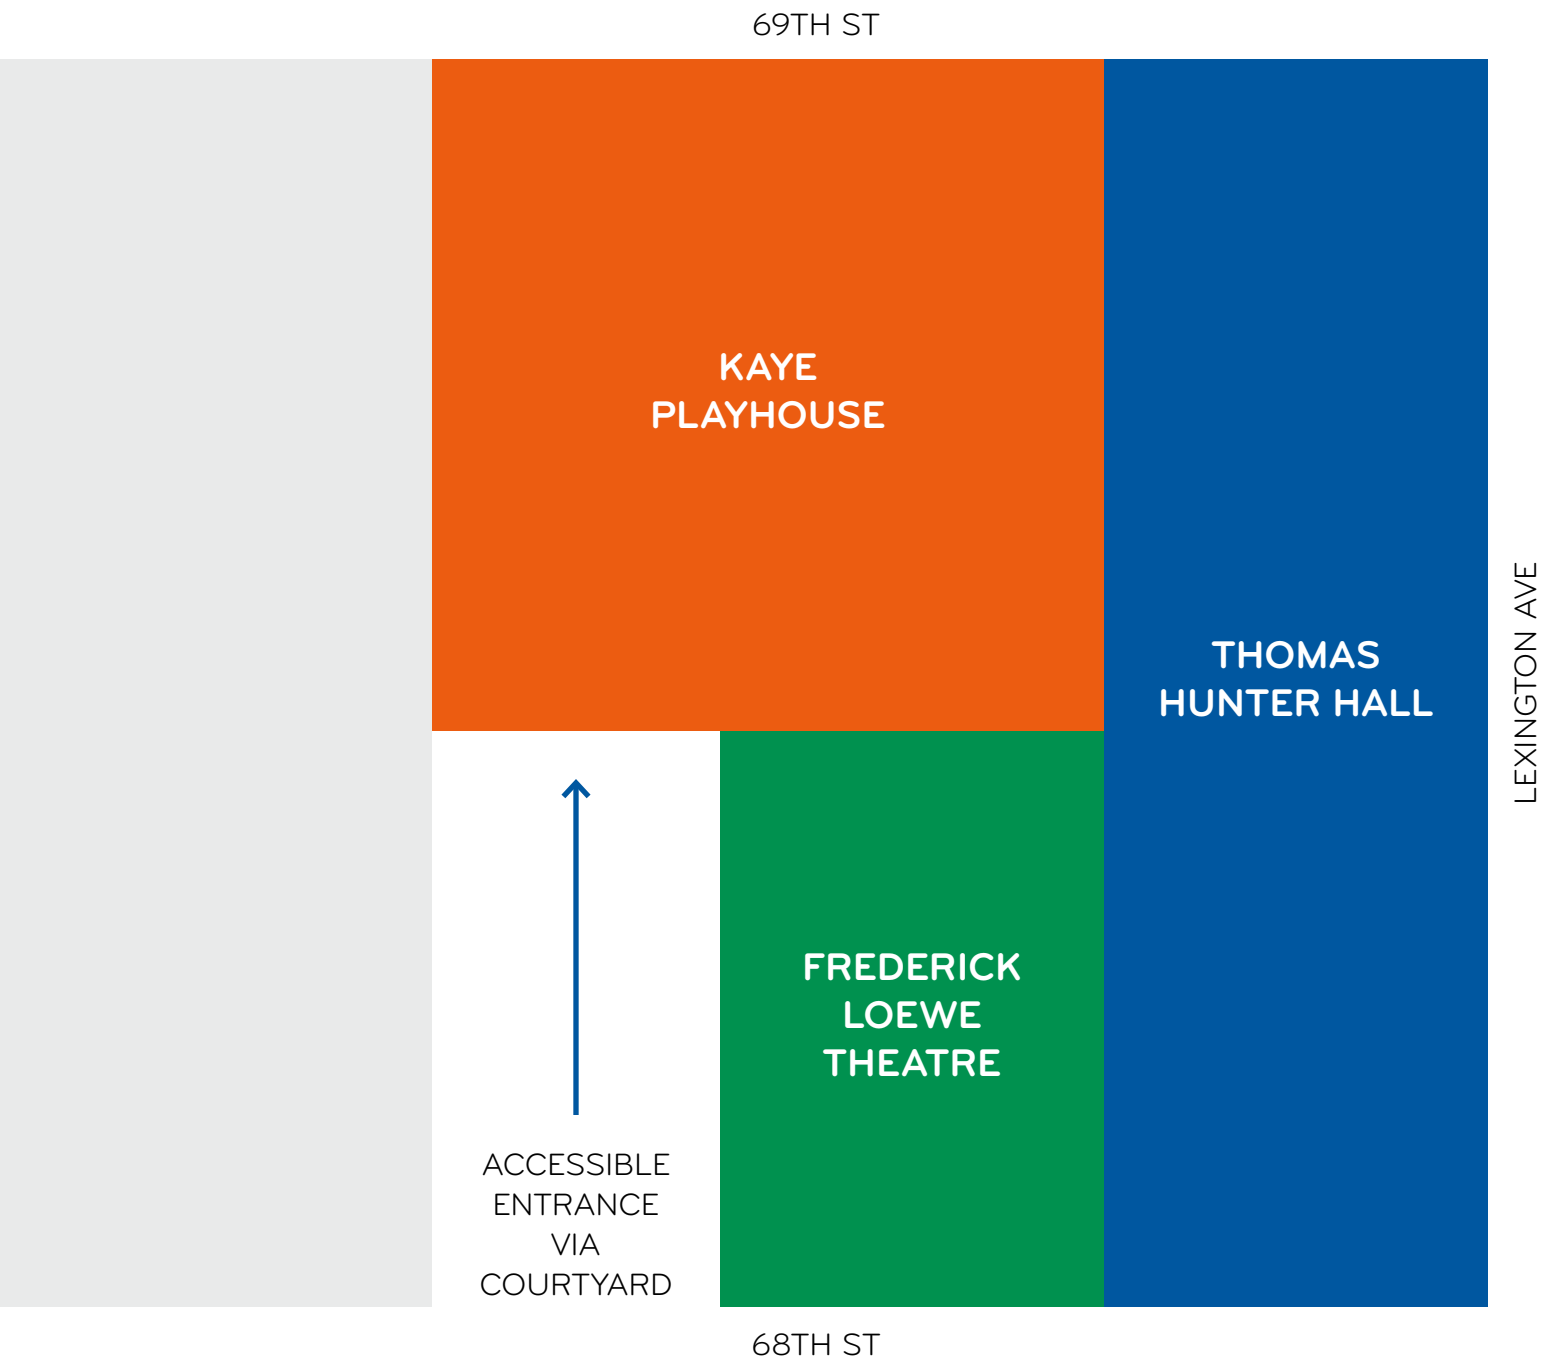 69TH ST
KAYE
PLAYHOUSE
THOMAS
HUNTER HALL
LEXINGTON AVE
FREDERICK
LOEWE
THEATRE
ACCESSIBLE
ENTRANCE
VIA
COURTYARD
68TH ST